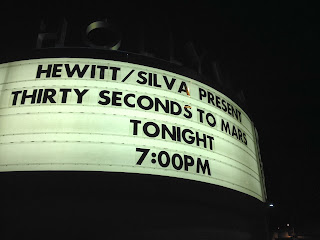 HEWITT/SILVA PRESENT
THIRTY SECONDS TO MARS
TONIGHT
7:00PM